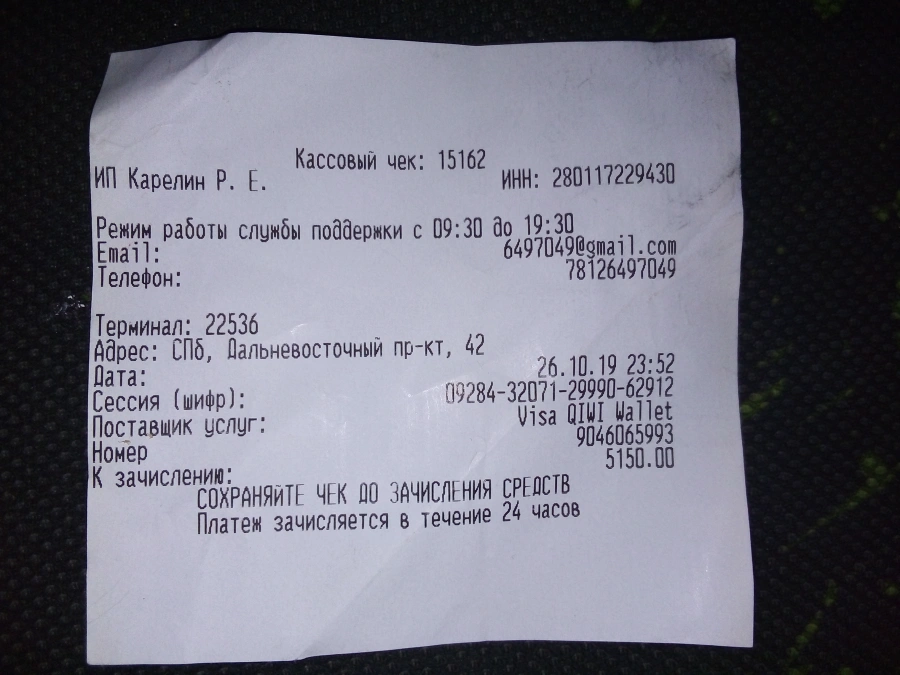 Кассовый чек: 15162
ИП Карелин Р. Е. ИНН: 280117229430
Режим работы службы поддержки с 09:30 до 19:30
Email: 6497049@gmail.com
Телефон: 78126497049
Терминал: 22536
Адрес: СПб, Дальневосточный пр-кт, 42
Дата: 26.10.19 23:52
Сессия (шифр): 09284-32071-29990-62912
Поставщик услуг: Visa QIWI Wallet
Номер 9046065993
К зачислению: 5150.00
СОХРАНЯЙТЕ ЧЕК ДО ЗАЧИСЛЕНИЯ СРЕДСТВ
Платеж зачисляется в течение 24 часов